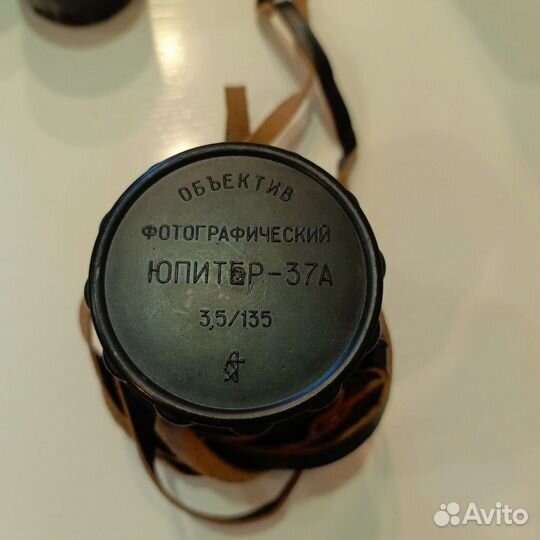 ОБЪЕКТИВ
ФОТОГРАФИЧЕСКИЙ
ЮПИТЕР-37А
3,5/135
Avito